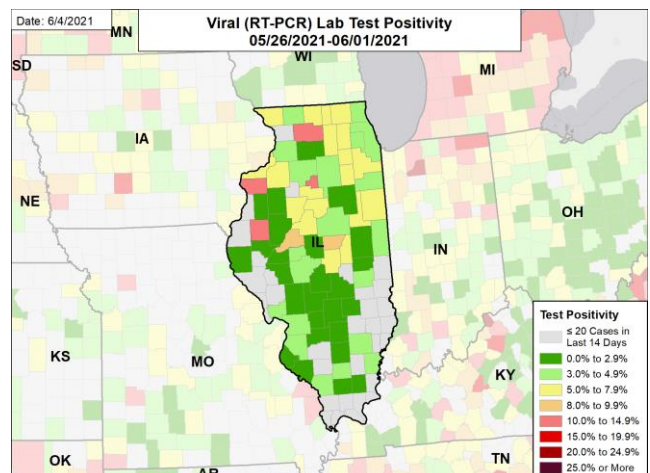 Date: 6/4/2021
Viral (RT-PCR) Lab Test Positivity
05/26/2021-06/01/2021
MN
SD
WI
MI
IA
NE
OH
IL
IN
KS
MO
KY
OK
AR
TN
Test Positivity
≤ 20 Cases in
Last 14 Days
0.0% to 2.9%
3.0% to 4.9%
5.0% to 7.9%
8.0% to 9.9%
10.0% to 14.9%
15.0% to 19.9%
20.0% to 24.9%
25.0% or More